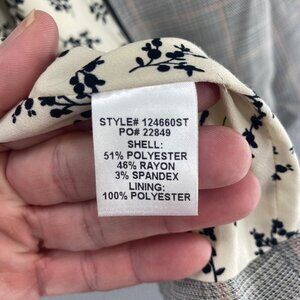 STYLE# 124660ST
PO# 22849
SHELL:
51% POLYESTER
46% RAYON
3% SPANDEX
LINING:
100% POLYESTER